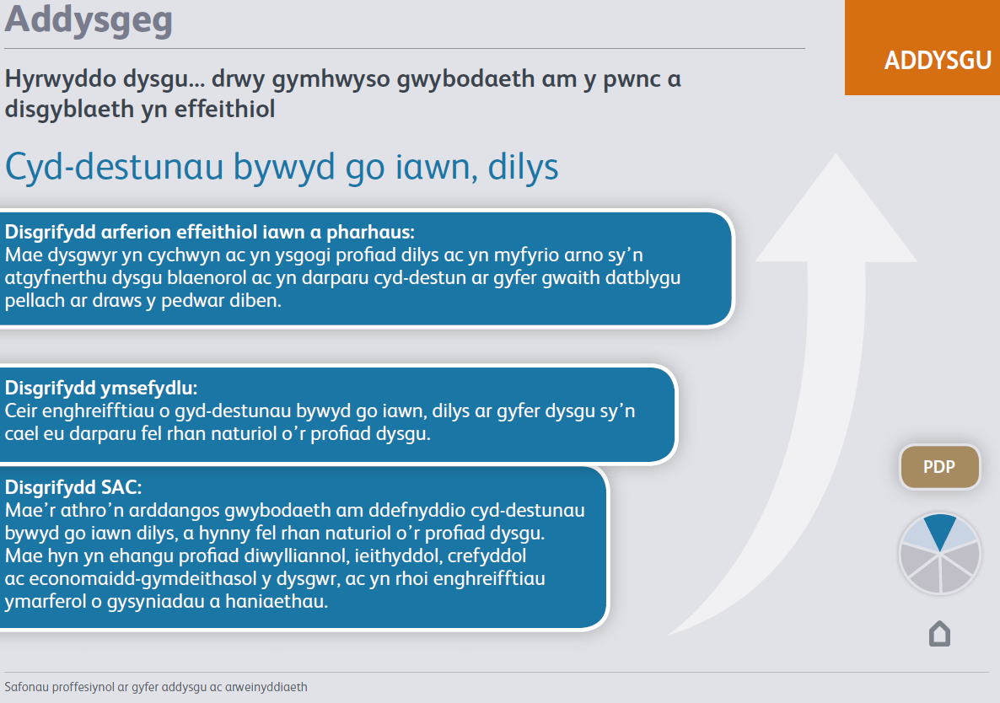 Addysgeg
ADDYSGU
Hyrwyddo dysgu... drwy gymhwyso gwybodaeth am y pwnc a
disgyblaeth yn effeithiol
Cyd-destunau bywyd go iawn, dilys
Disgrifydd arferion effeithiol iawn a pharhaus:
Mae dysgwyr yn cychwyn ac yn ysgogi profiad dilys ac yn myfyrio arno sy’n
atgyfnerthu dysgu blaenorol ac yn darparu cyd-destun ar gyfer gwaith datblygu
pellach ar draws y pedwar diben.
Disgrifydd ymsefydlu:
Ceir enghreifftiau o gyd-destunau bywyd go iawn, dilys ar gyfer dysgu sy’n
cael eu darparu fel rhan naturiol o’r profiad dysgu.
Disgrifydd SAC:
Mae’r athro’n arddangos gwybodaeth am ddefnyddio cyd-destunau
bywyd go iawn dilys, a hynny fel rhan naturiol o’r profiad dysgu.
Mae hyn yn ehangu profiad diwylliannol, ieithyddol, crefyddol
ac economaidd-gymdeithasol y dysgwr, ac yn rhoi enghreifftiau
ymarferol o gysyniadau a haniaethau.
PDP
Safonau proffesiynol ar gyfer addysgu ac arweinyddiaeth